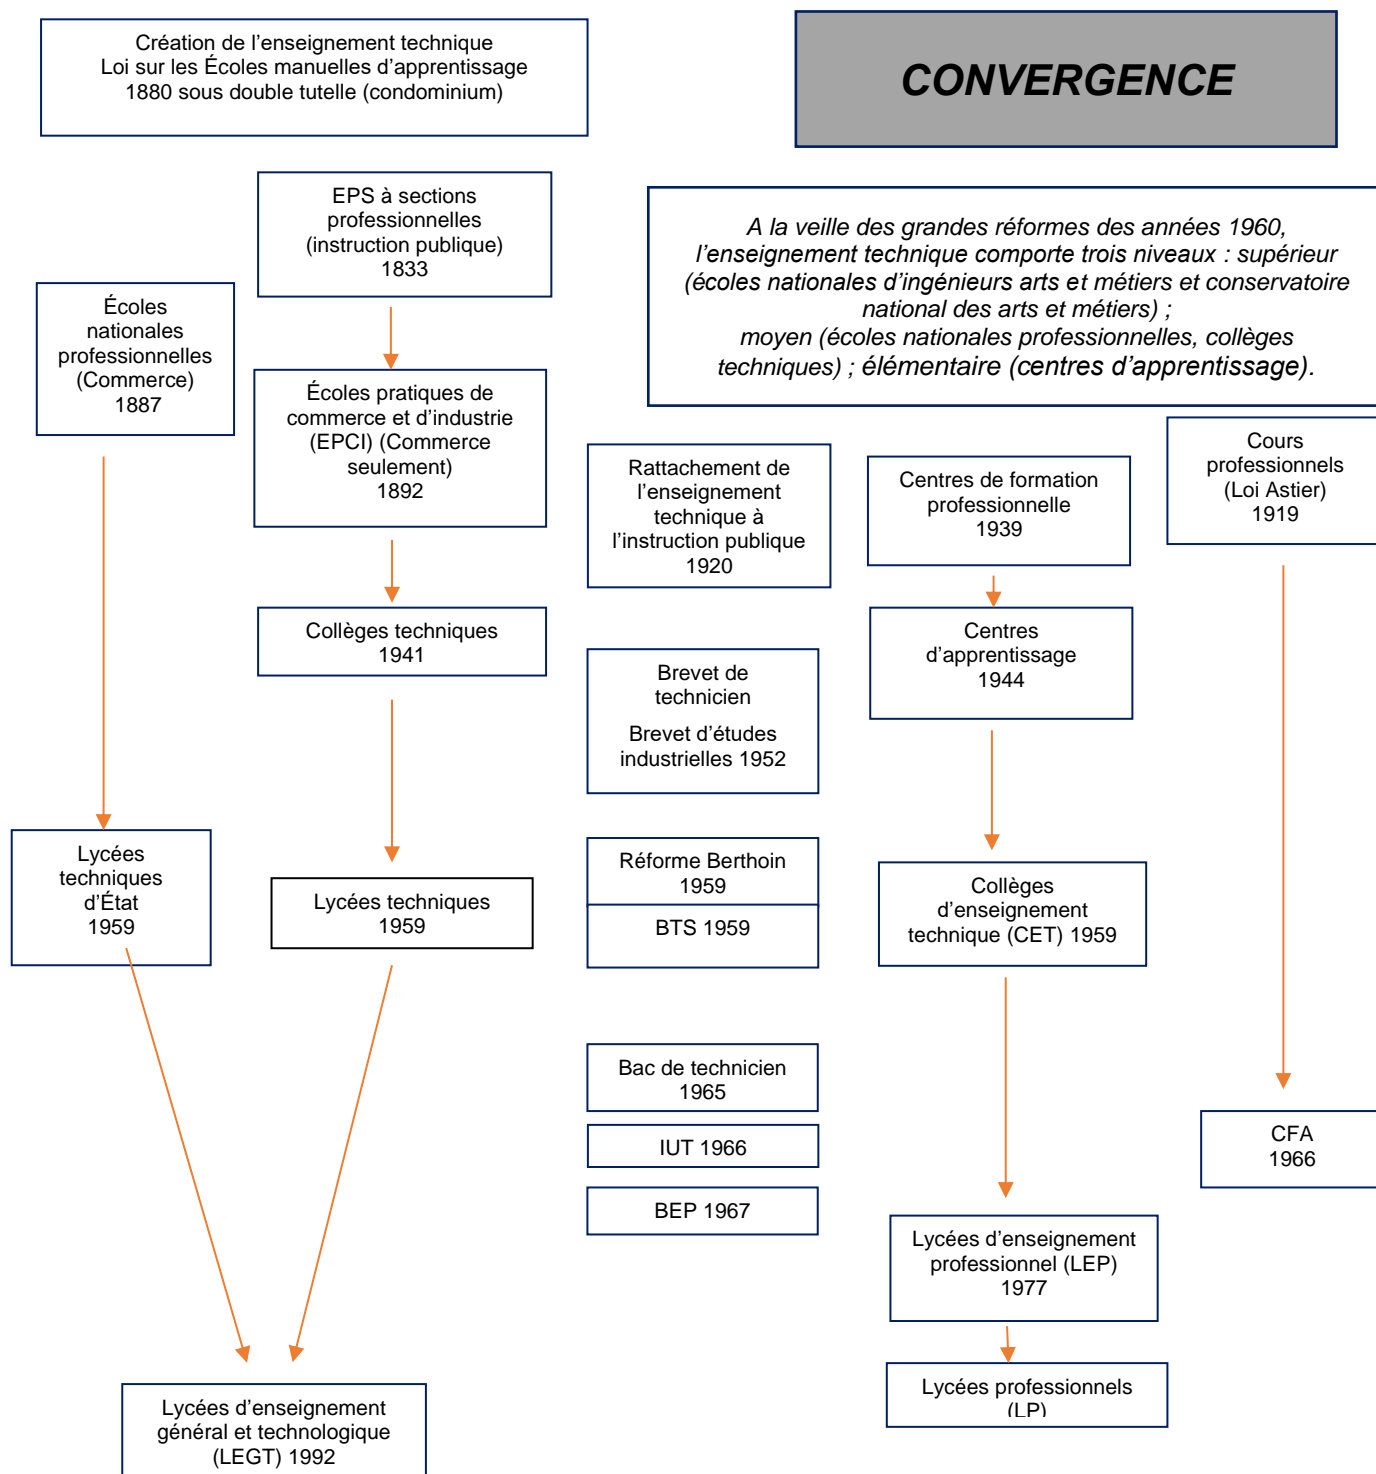 Création de l’enseignement technique
Loi sur les Écoles manuelles d’apprentissage
1880 sous double tutelle (condominium)
CONVERGENCE
EPS à sections
professionnelles
(instruction publique)
1833
A la veille des grandes réformes des années 1960,
l’enseignement technique comporte trois niveaux : supérieur
(écoles nationales d’ingénieurs arts et métiers et conservatoire
national des arts et métiers) ;
moyen (écoles nationales professionnelles, collèges
techniques) ; élémentaire (centres d’apprentissage).
Écoles
nationales
professionnelles
(Commerce)
1887
Écoles pratiques de
commerce et d’industrie
(EPCI) (Commerce
seulement)
1892
Rattachement de
l’enseignement
technique à
l’instruction publique
1920
Centres de formation
professionnelle
1939
Cours
professionnels
(Loi Astier)
1919
Collèges techniques
1941
Centres
d’apprentissage
1944
Brevet de
technicien
Brevet d’études
industrielles 1952
Lycées
techniques
d’État
1959
Lycées techniques
1959
Réforme Berthoin
1959
BTS 1959
Collèges
d’enseignement
technique (CET) 1959
Bac de technicien
1965
IUT 1966
BEP 1967
CFA
1966
Lycées d’enseignement
professionnel (LEP)
1977
Lycées professionnels
(LP)
Lycées d’enseignement
général et technologique
(LEGT) 1992